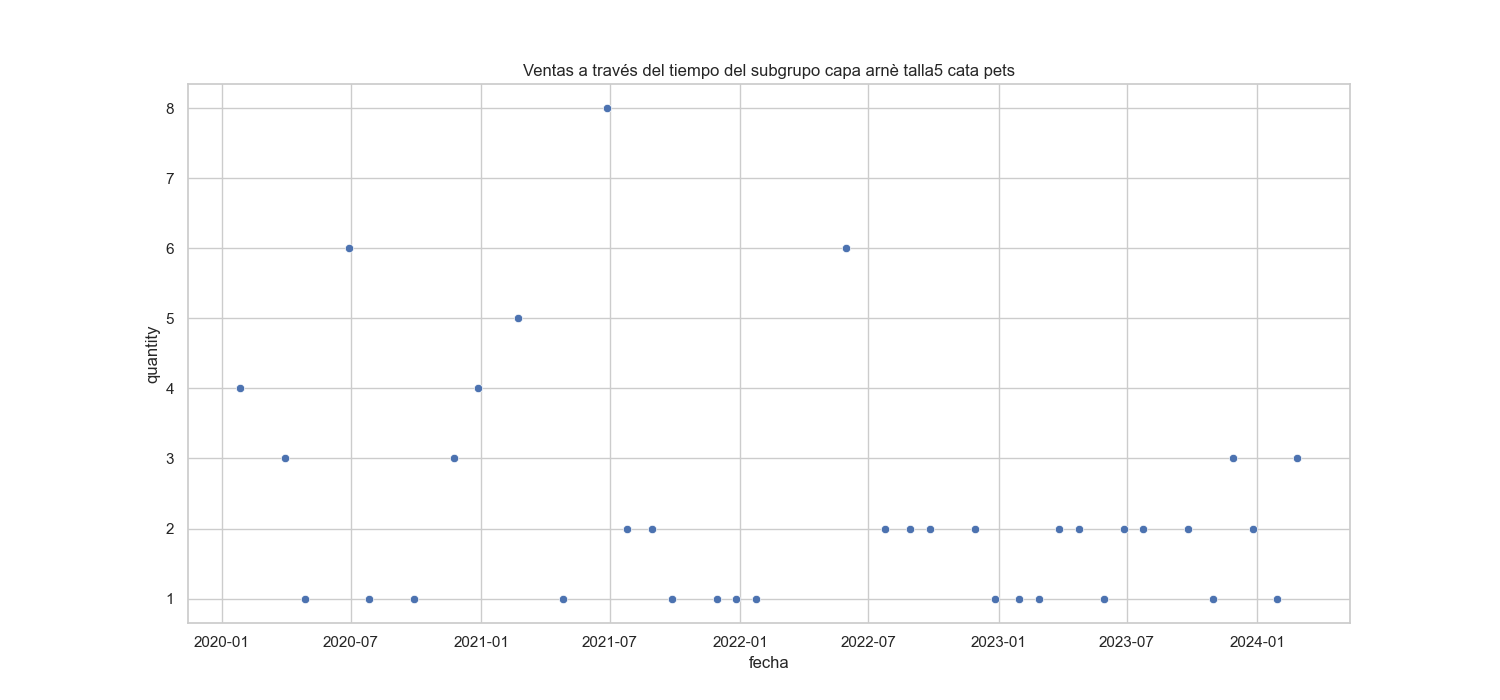 Ventas a través del tiempo del subgrupo capa arnè talla5 cata pets
quantity
8
7
6
5
4
3
2
1
2020-01 2020-07 2021-01 2021-07 2022-01 2022-07 2023-01 2023-07 2024-01
fecha